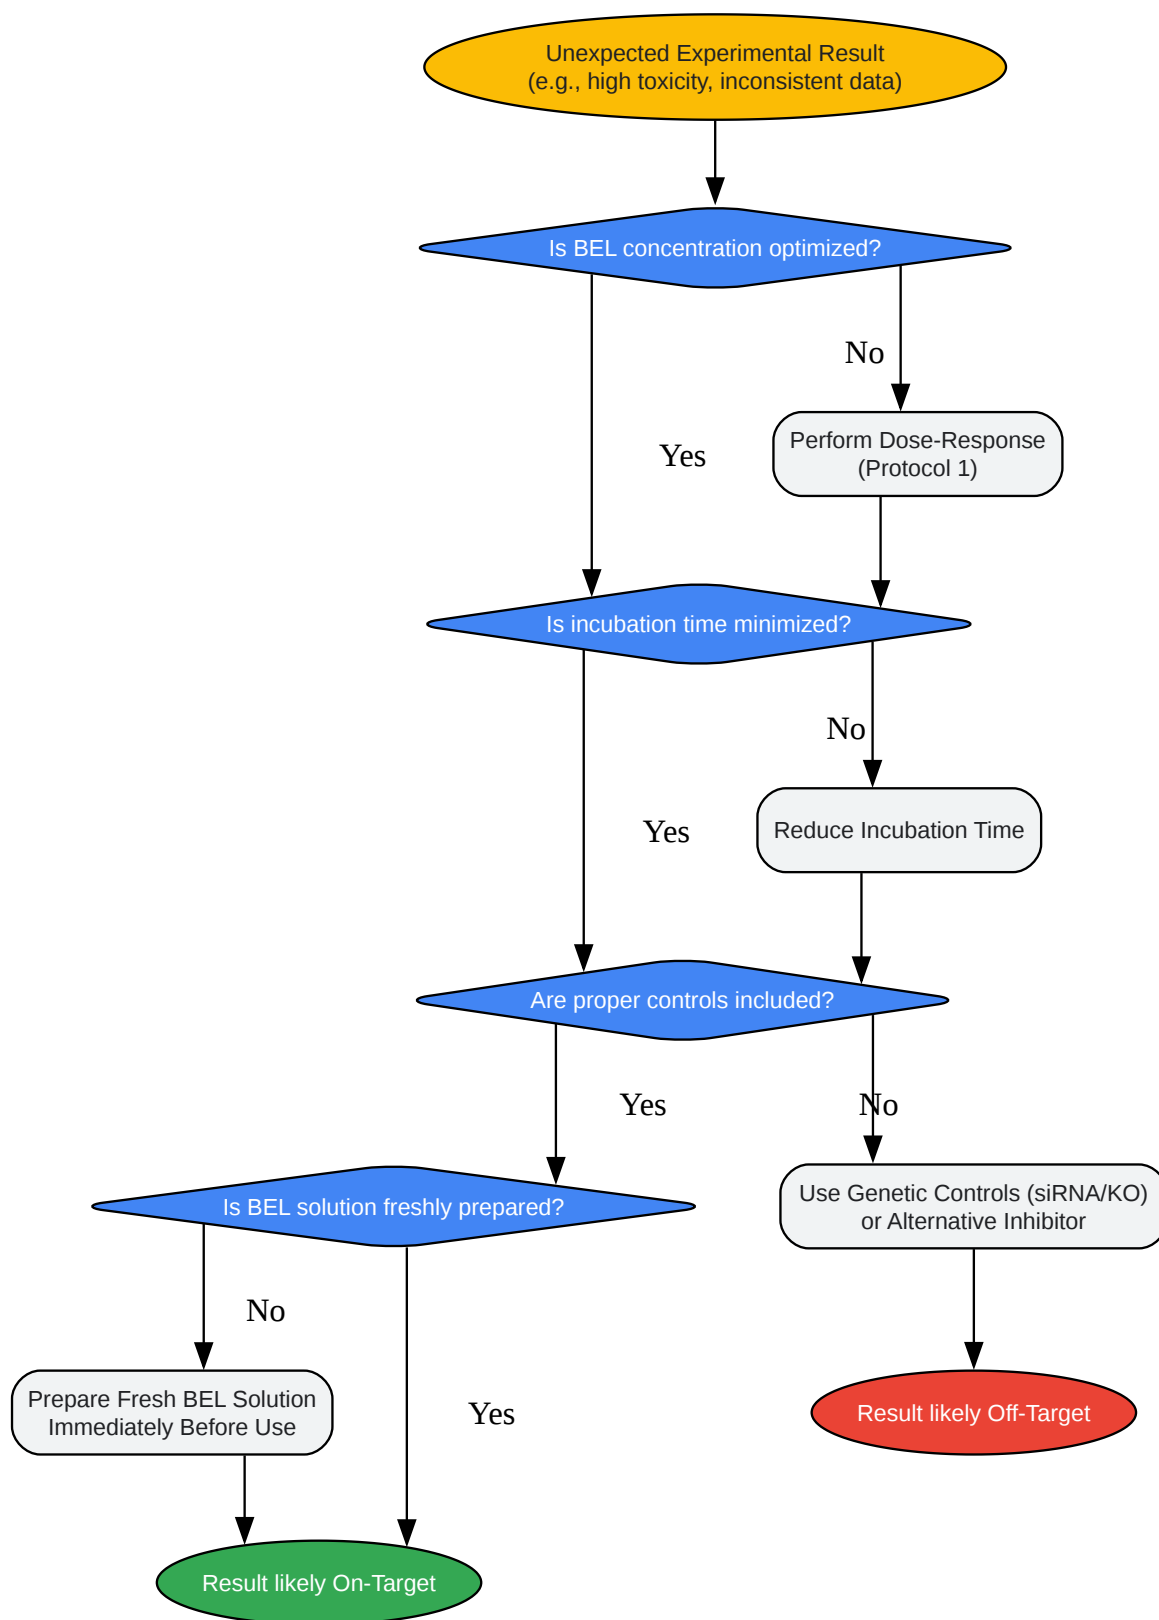 Unexpected Experimental Result
(e.g., high toxicity, inconsistent data)
Is BEL concentration optimized?
No
Yes
Perform Dose-Response
(Protocol 1)
Is incubation time minimized?
No
Yes
Reduce Incubation Time
Are proper controls included?
Yes
No
Is BEL solution freshly prepared?
Use Genetic Controls (siRNA/KO)
or Alternative Inhibitor
No
Yes
Prepare Fresh BEL Solution
Immediately Before Use
Result likely Off-Target
Result likely On-Target